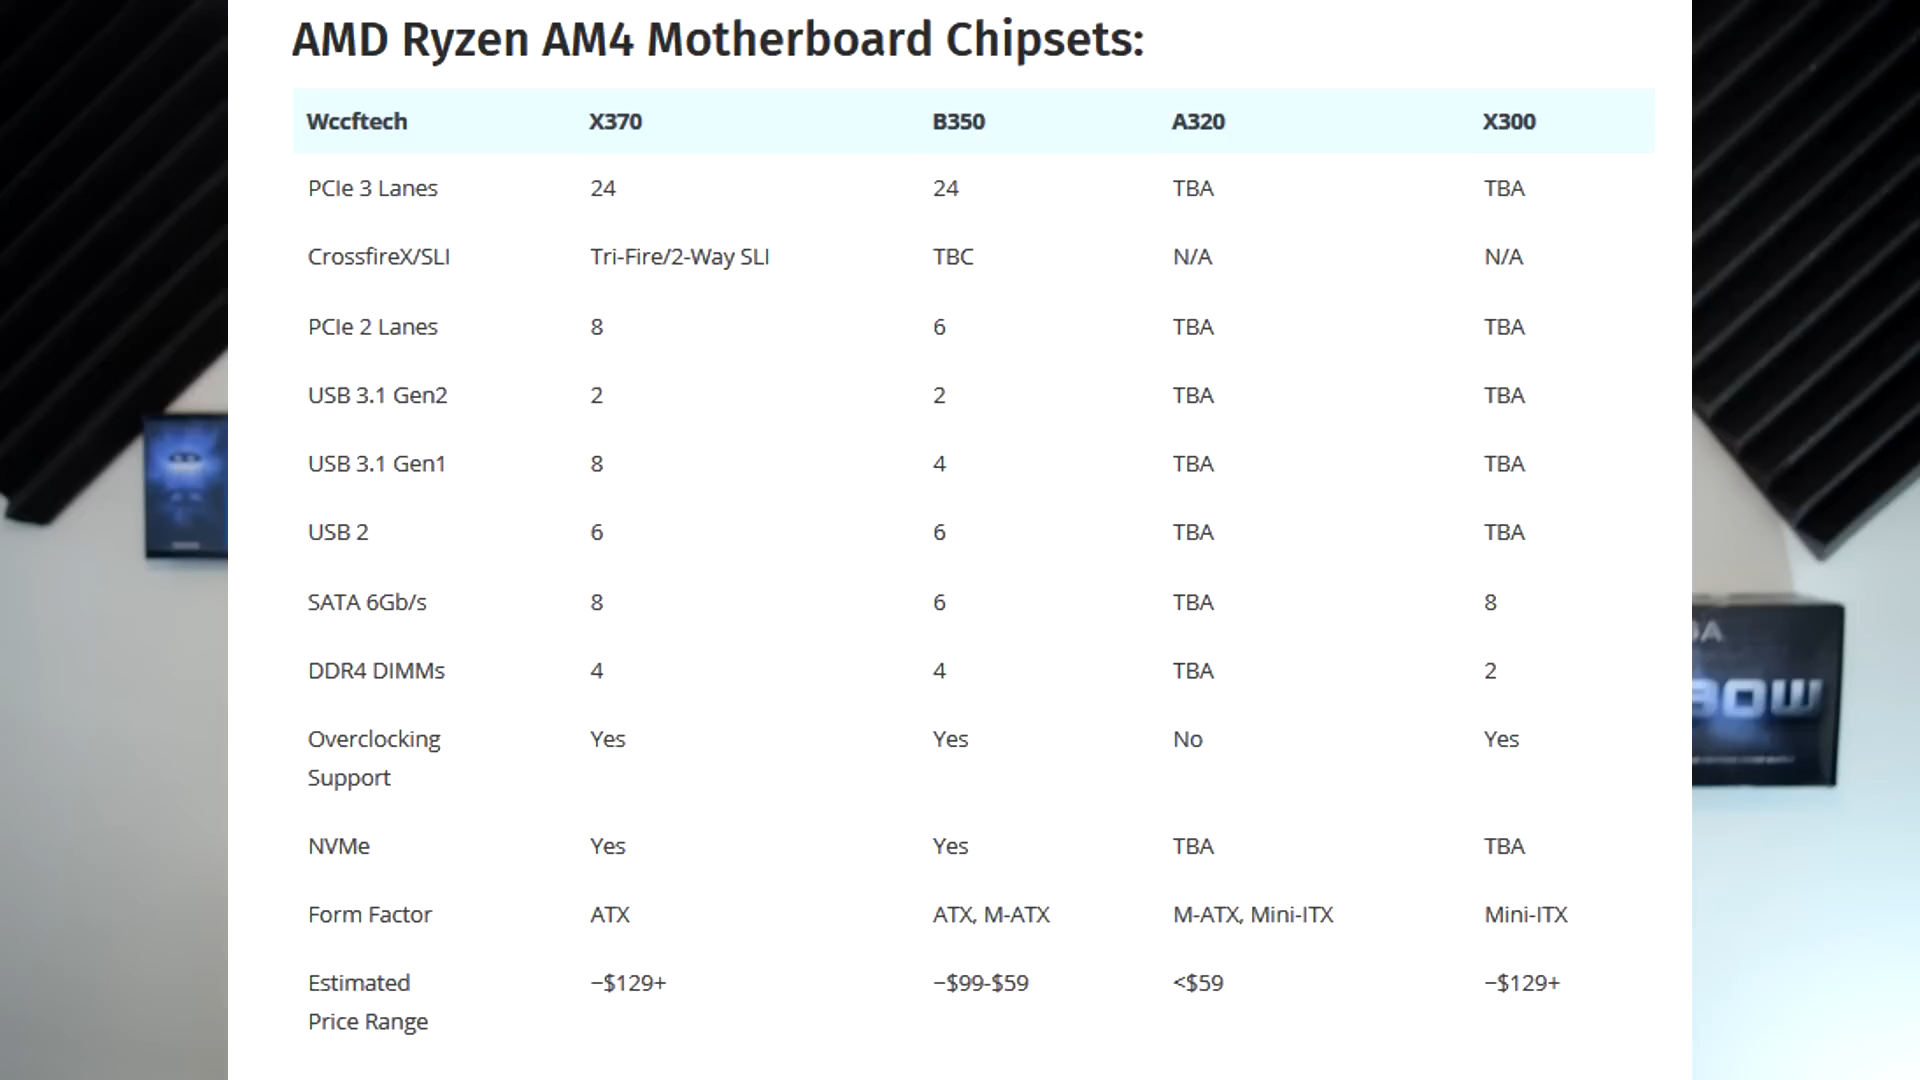 AMD Ryzen AM4 Motherboard Chipsets:
Wccftech X370 B350 A320 X300
PCIe 3 Lanes 24 24 TBA TBA
CrossfireX/SLI Tri-Fire/2-Way SLI TBC N/A N/A
PCIe 2 Lanes 8 6 TBA TBA
USB 3.1 Gen2 2 2 TBA TBA
USB 3.1 Gen1 8 4 TBA TBA
USB 2 6 6 TBA TBA
SATA 6Gb/s 8 6 TBA 8
DDR4 DIMMs 4 4 TBA 2
Overclocking Yes Yes No Yes
Support
NVMe Yes Yes TBA TBA
Form Factor ATX ATX, M-ATX M-ATX, Mini-ITX Mini-ITX
Estimated ~$129+ ~$99-$59 <$59 ~$129+
Price Range